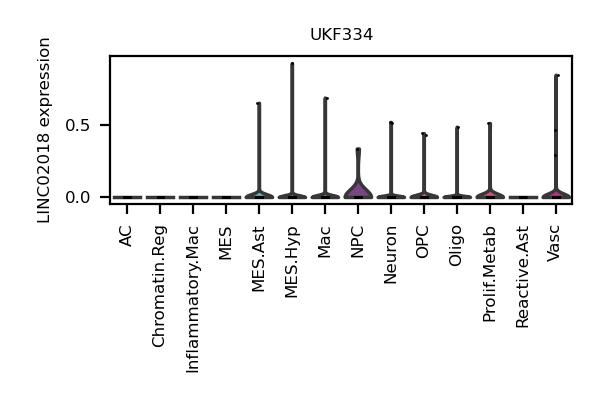 UKF334
LINC02018 expression
0.5
0.0
AC
Chromatin.Reg
Inflammatory.Mac
MES
MES.Ast
MES.Hyp
Mac
NPC
Neuron
OPC
Oligo
Prolif.Metab
Reactive.Ast
Vasc